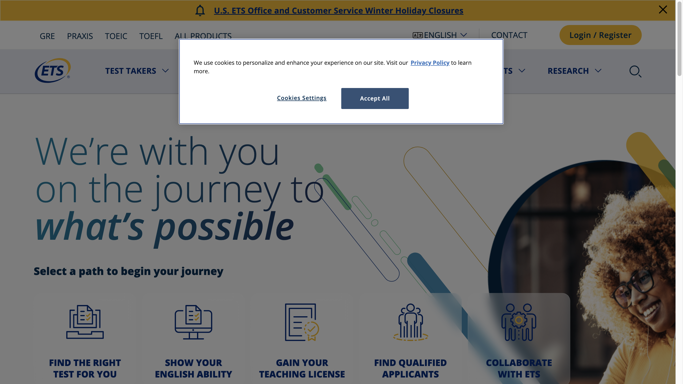 U.S. ETS Office and Customer Service Winter Holiday Closures
GRE PRAXIS TOEIC TOEFL ALL PRODUCTS
ENGLISH CONTACT Login / Register
ETS TEST TAKERS TS RESEARCH
We use cookies to personalize and enhance your experience on our site. Visit our Privacy Policy to learn
more.
Cookies Settings Accept All
We're with you
on the journey to
what's possible
Select a path to begin your journey
FIND THE RIGHT
TEST FOR YOU
SHOW YOUR
ENGLISH ABILITY
GAIN YOUR
TEACHING LICENSE
FIND QUALIFIED
APPLICANTS
COLLABORATE
WITH ETS